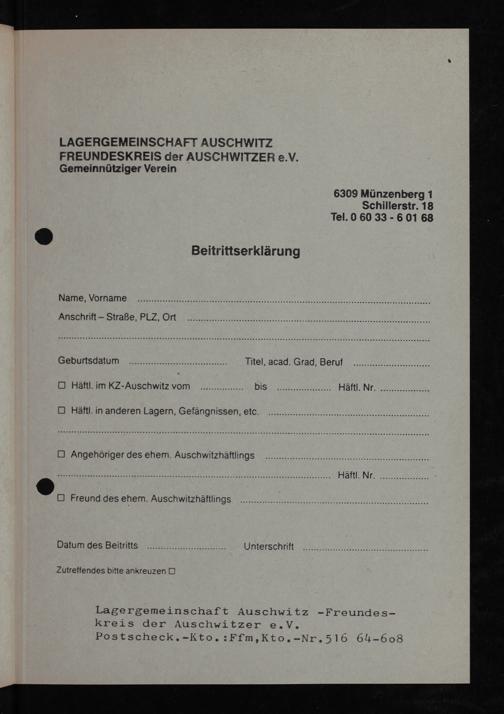 LAGERGEMEINSCHAFT AUSCHWITZ
FREUNDESKREIS der AUSCHWITZER e.V.
Gemeinnütziger Verein
6309 Münzenberg 1
Schillerstr. 18
Tel. 0 60 33 - 6 01 68
Beitrittserklärung
Name, Vorname
Anschrift – Straße, PLZ, Ort
Geburtsdatum Titel, acad. Grad, Beruf
☐ Häftl. im KZ-Auschwitz vom bis Häftl. Nr.
☐ Häftl. in anderen Lagern, Gefängnissen, etc.
☐ Angehöriger des ehem. Auschwitzhäftlings
Häftl. Nr.
☐ Freund des ehem. Auschwitzhäftlings
Datum des Beitritts Unterschrift
Zutreffendes bitte ankreuzen ☐
Lagergemeinschaft Auschwitz -Freundes-
kreis der Auschwitzer e.V.
Postscheck.-Kto.:Ffm,Kto.-Nr.516 64-6o8